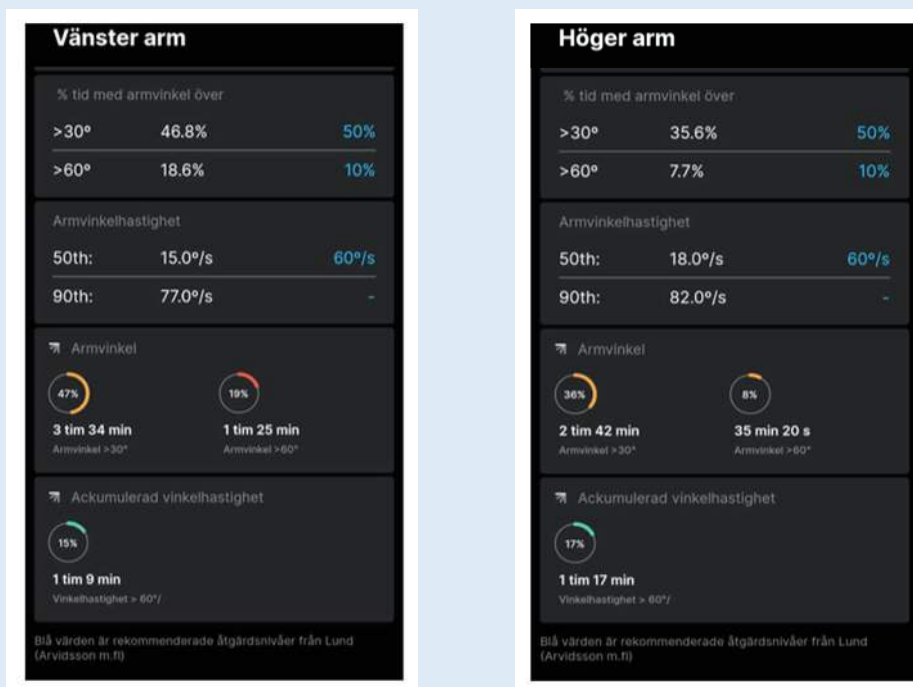 Vänster arm
% tid med armvinkel över
>30° 46.8% 50%
>60° 18.6% 10%
Armvinkelhastighet
50th: 15.0°/s 60°/s
90th: 77.0°/s -
Armvinkel
47% 19%
3 tim 34 min 1 tim 25 min
Armvinkel >30° Armvinkel >60°
Ackumulerad vinkelhastighet
15%
1 tim 9 min
Vinkelhastighet > 60°/
Blå värden är rekommenderade åtgärdsnivåer från Lund
(Arvidsson m.fl)
Höger arm
% tid med armvinkel över
>30° 35.6% 50%
>60° 7.7% 10%
Armvinkelhastighet
50th: 18.0°/s 60°/s
90th: 82.0°/s -
Armvinkel
36% 8%
2 tim 42 min 35 min 20 s
Armvinkel >30° Armvinkel >60°
Ackumulerad vinkelhastighet
17%
1 tim 17 min
Vinkelhastighet > 60°/
Blå värden är rekommenderade åtgärdsnivåer från Lund
(Arvidsson m.fl)